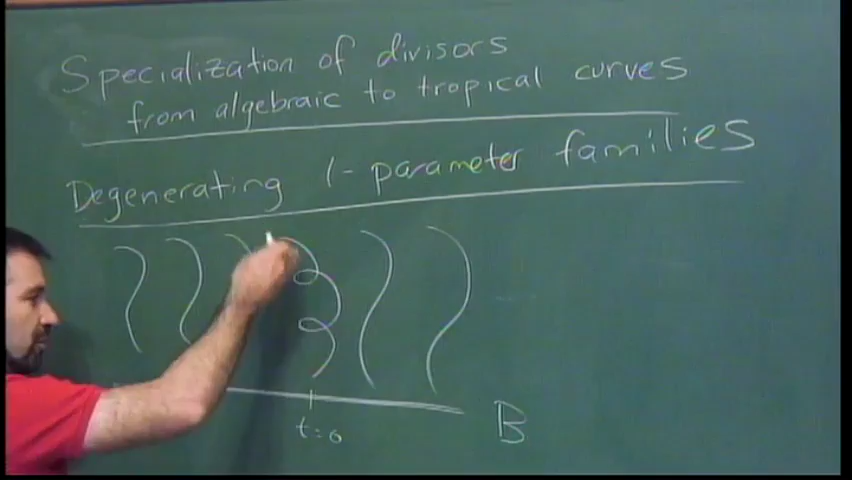 Specialization of divisors
from algebraic to tropical curves
Degenerating 1-parameter families
t=0
B